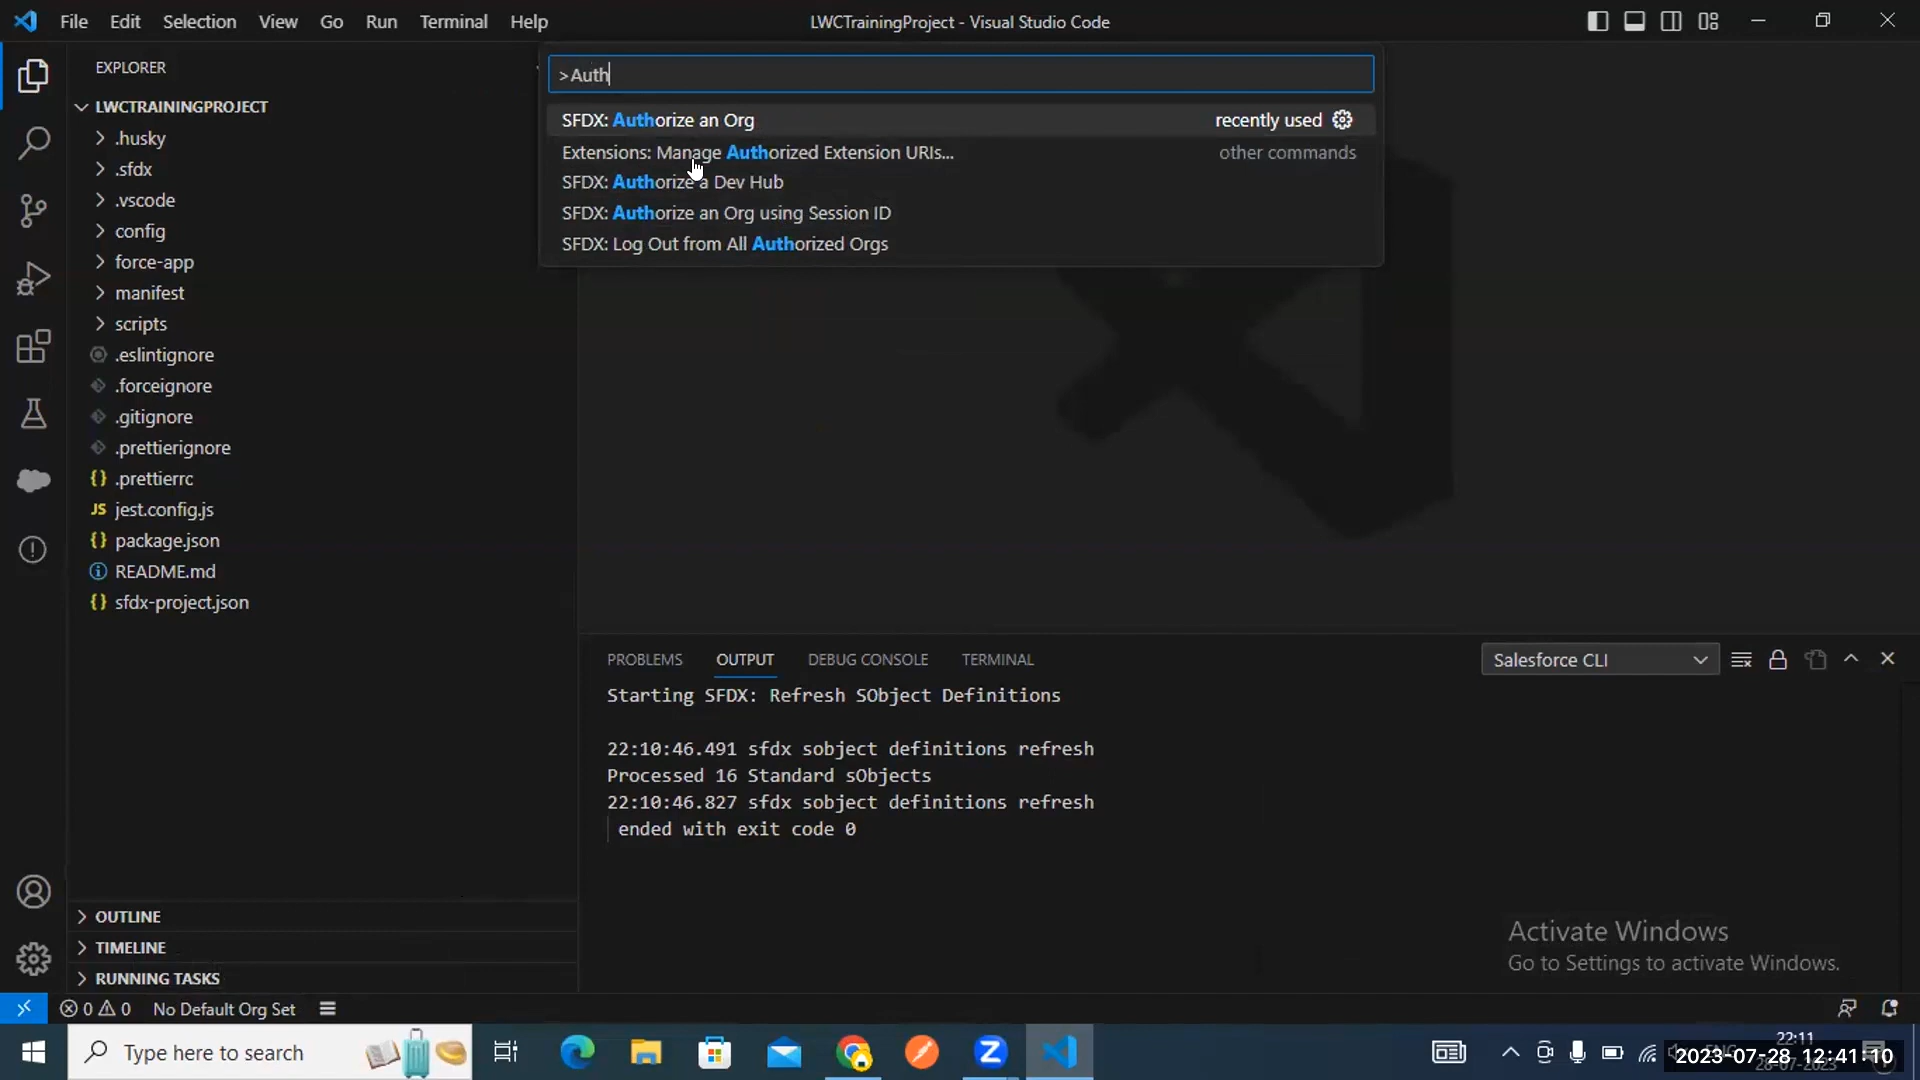 File Edit Selection View Go Run Terminal Help
LWCTrainingProject - Visual Studio Code
EXPLORER
LWCTRAININGPROJECT
.husky
.sfdx
.vscode
config
force-app
manifest
scripts
.eslintignore
.forceignore
.gitignore
.prettierignore
{} .prettierrc
JS jest.config.js
{} package.json
README.md
{} sfdx-project.json
OUTLINE
TIMELINE
RUNNING TASKS
>Auth
SFDX: Authorize an Org recently used
Extensions: Manage Authorized Extension URIs... other commands
SFDX: Authorize a Dev Hub
SFDX: Authorize an Org using Session ID
SFDX: Log Out from All Authorized Orgs
PROBLEMS OUTPUT DEBUG CONSOLE TERMINAL
Salesforce CLI
Starting SFDX: Refresh SObject Definitions
22:10:46.491 sfdx sobject definitions refresh
Processed 16 Standard sObjects
22:10:46.827 sfdx sobject definitions refresh
ended with exit code 0
Activate Windows
Go to Settings to activate Windows.
0 0 No Default Org Set
Type here to search
22:11
2023-07-28 12:41:10